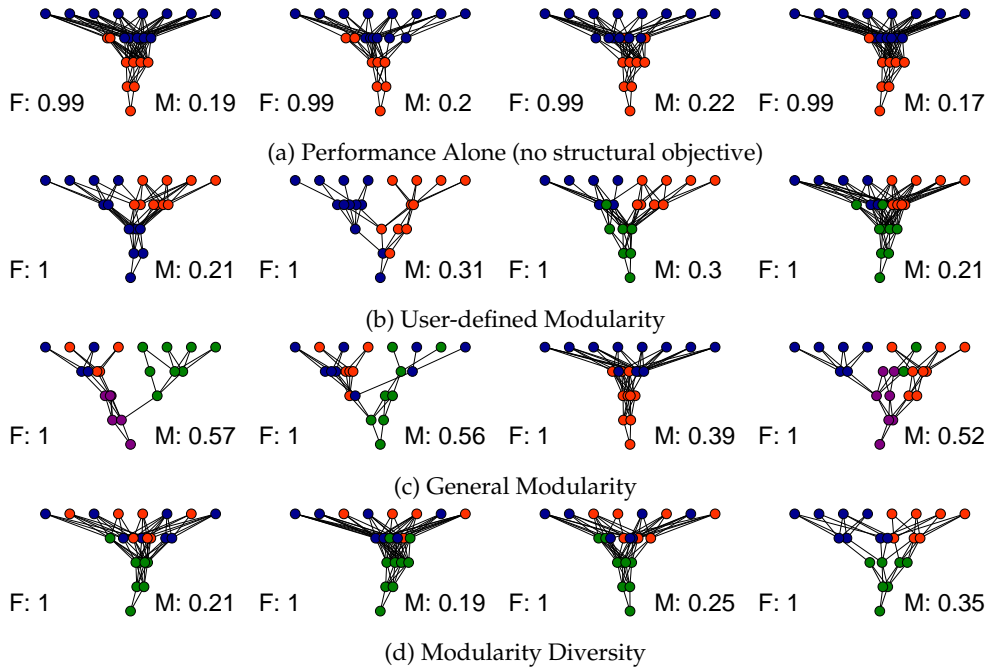 F: 0.99 M: 0.19 F: 0.99 M: 0.2 F: 0.99 M: 0.22 F: 0.99 M: 0.17
(a) Performance Alone (no structural objective)
F: 1 M: 0.21 F: 1 M: 0.31 F: 1 M: 0.3 F: 1 M: 0.21
(b) User-defined Modularity
F: 1 M: 0.57 F: 1 M: 0.56 F: 1 M: 0.39 F: 1 M: 0.52
(c) General Modularity
F: 1 M: 0.21 F: 1 M: 0.19 F: 1 M: 0.25 F: 1 M: 0.35
(d) Modularity Diversity